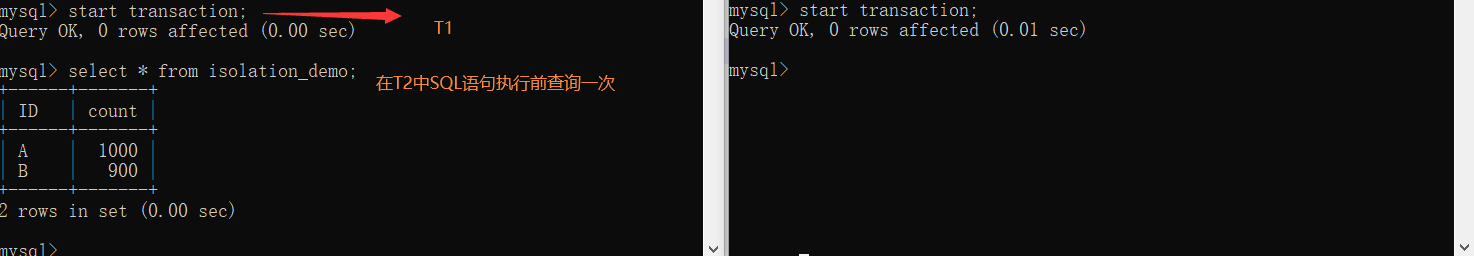 mysql> start transaction;
Query OK, 0 rows affected (0.00 sec)
T1
mysql> select * from isolation_demo;
在T2中SQL语句执行前查询一次
+------+-------+
| ID   | count |
+------+-------+
| A    |  1000 |
| B    |   900 |
+------+-------+
2 rows in set (0.00 sec)
mysql>
mysql> start transaction;
Query OK, 0 rows affected (0.01 sec)
mysql>